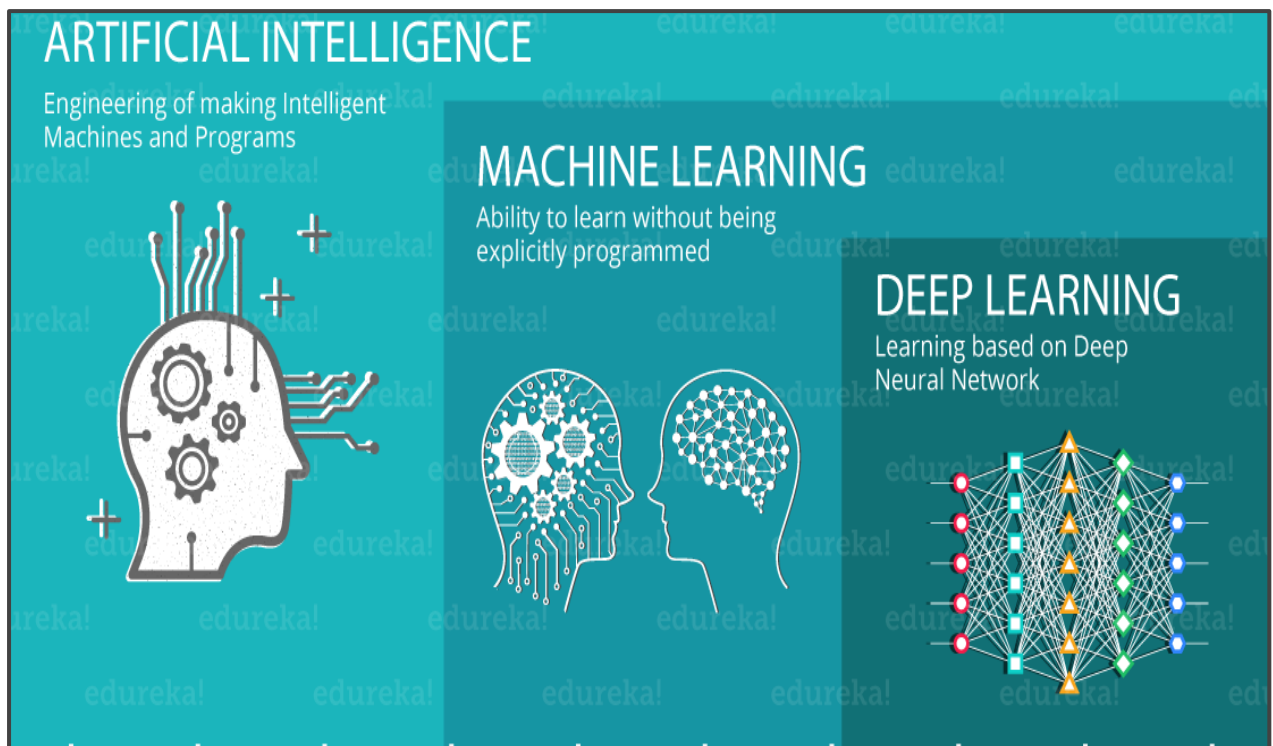 ARTIFICIAL INTELLIGENCE
Engineering of making Intelligent
Machines and Programs
MACHINE LEARNING
Ability to learn without being
explicitly programmed
DEEP LEARNING
Learning based on Deep
Neural Network
edureka!